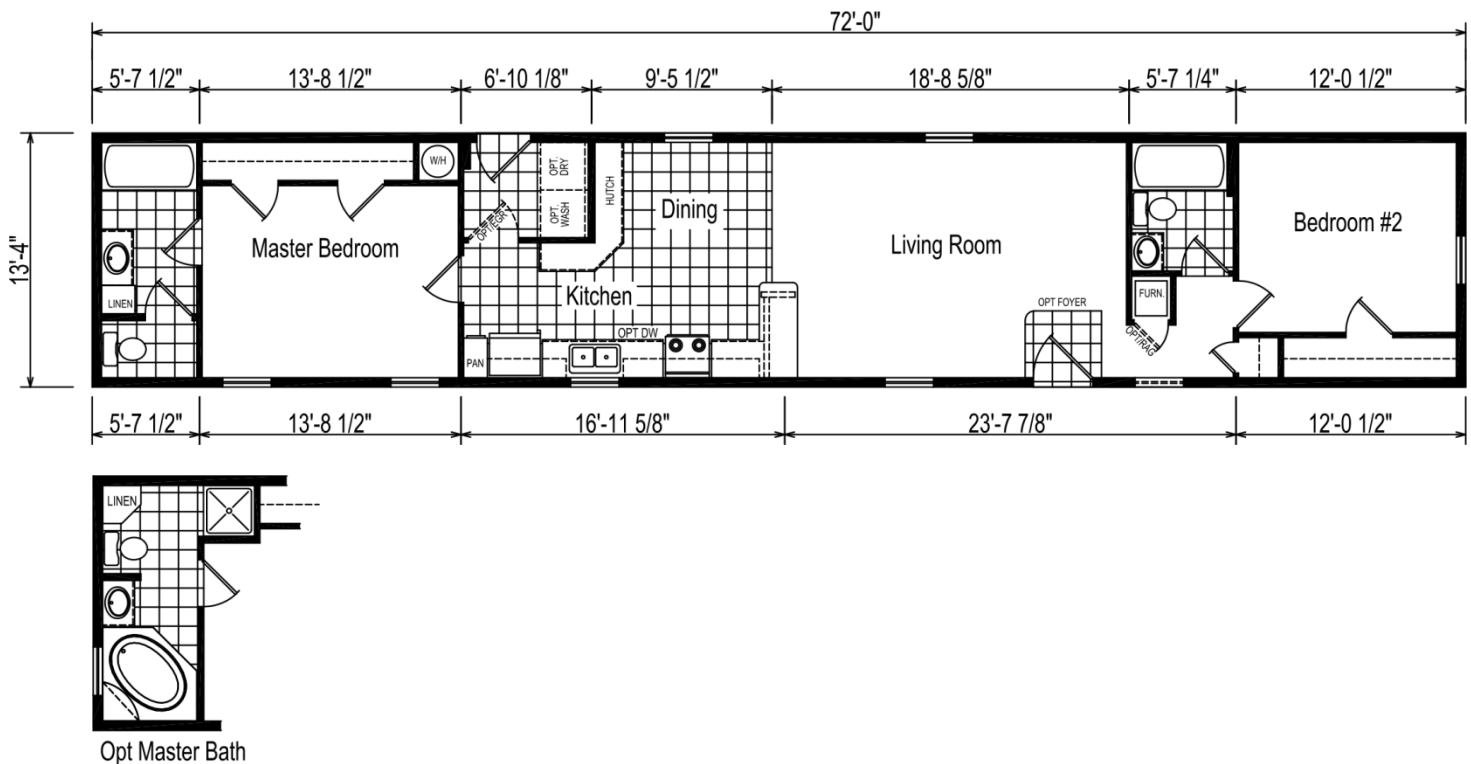 72'-0"
5'-7 1/2" 13'-8 1/2" 6'-10 1/8" 9'-5 1/2" 18'-8 5/8" 5'-7 1/4" 12'-0 1/2"
13'-4"
W/H
OPT.
DRY
OPT.
WASH
HUTCH
OPT/EGR
Dining
Master Bedroom
Living Room
Bedroom #2
Kitchen
LINEN
FURN.
OPT FOYER
OPT DW
OPT/RAG
PAN
5'-7 1/2" 13'-8 1/2" 16'-11 5/8" 23'-7 7/8" 12'-0 1/2"
LINEN
Opt Master Bath